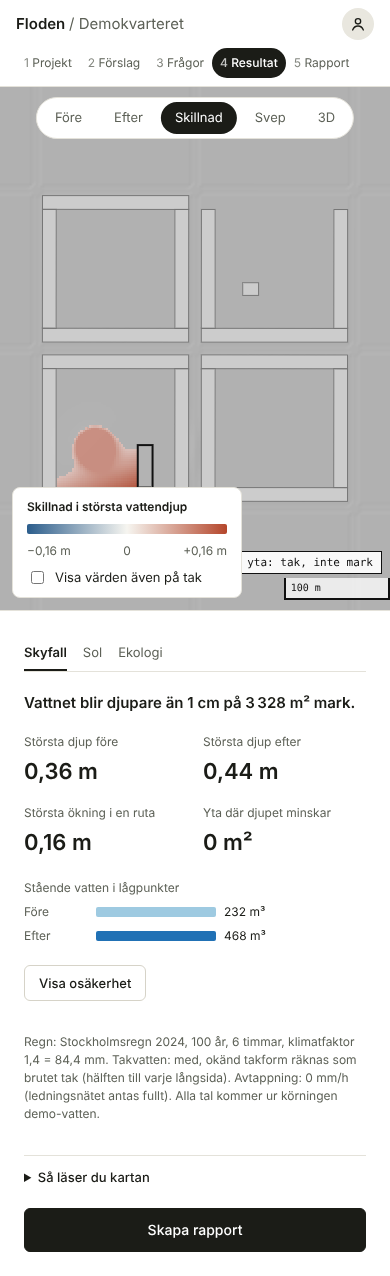 Floden / Demokvarteret
1 Projekt 2 Förslag 3 Frågor 4 Resultat 5 Rapport
Före Efter Skillnad Svep 3D
Skillnad i största vattendjup
−0,16 m 0 +0,16 m
Visa värden även på tak
yta: tak, inte mark
100 m
Skyfall Sol Ekologi
Vattnet blir djupare än 1 cm på 3 328 m² mark.
Största djup före Största djup efter
0,36 m 0,44 m
Största ökning i en ruta Yta där djupet minskar
0,16 m 0 m²
Stående vatten i lågpunkter
Före 232 m³
Efter 468 m³
Visa osäkerhet
Regn: Stockholmsregn 2024, 100 år, 6 timmar, klimatfaktor
1,4 = 84,4 mm. Takvatten: med, okänd takform räknas som
brutet tak (hälften till varje långsida). Avtappning: 0 mm/h
(ledningsnätet antas fullt). Alla tal kommer ur körningen
demo-vatten.
Så läser du kartan
Skapa rapport